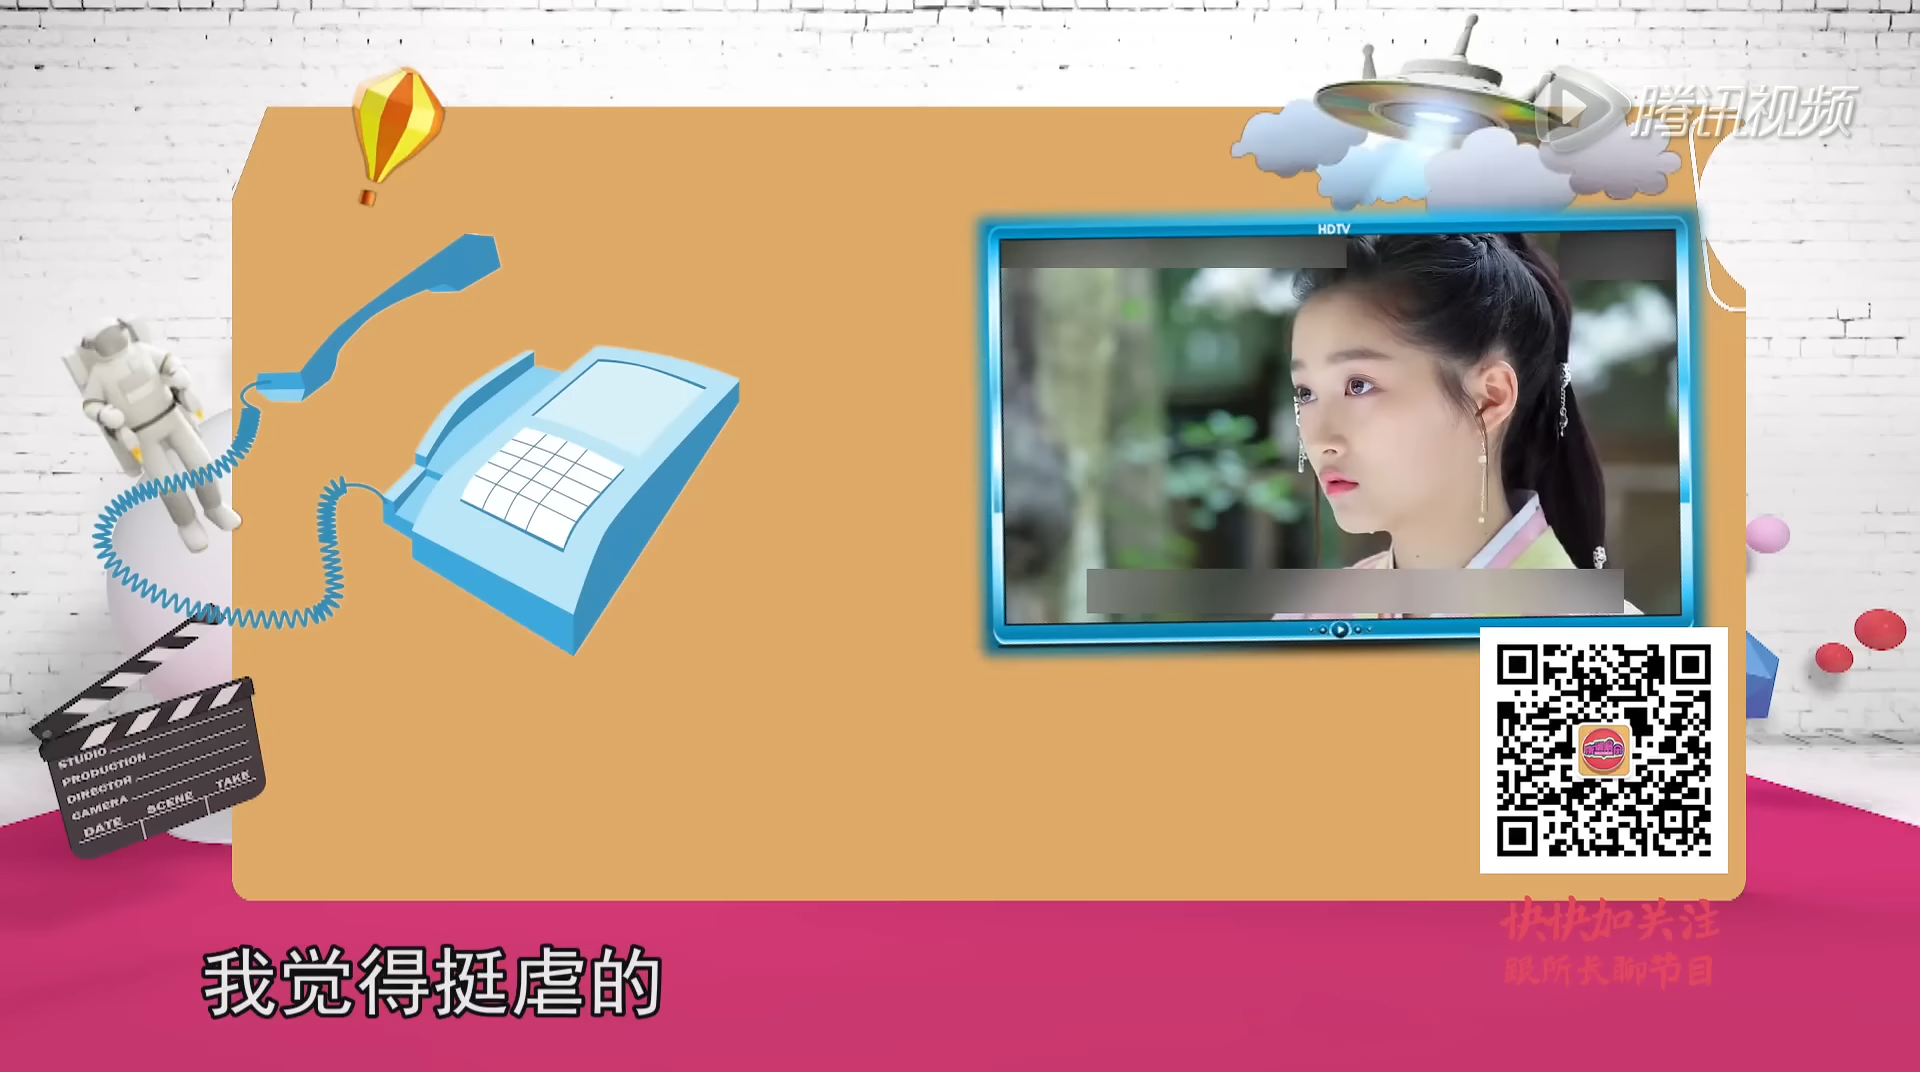 腾讯视频
HDTV
STUDIO
PRODUCTION
DIRECTOR
CAMERA
DATE SCENE TAKE
快快加关注
跟所长聊节目
我觉得挺虐的